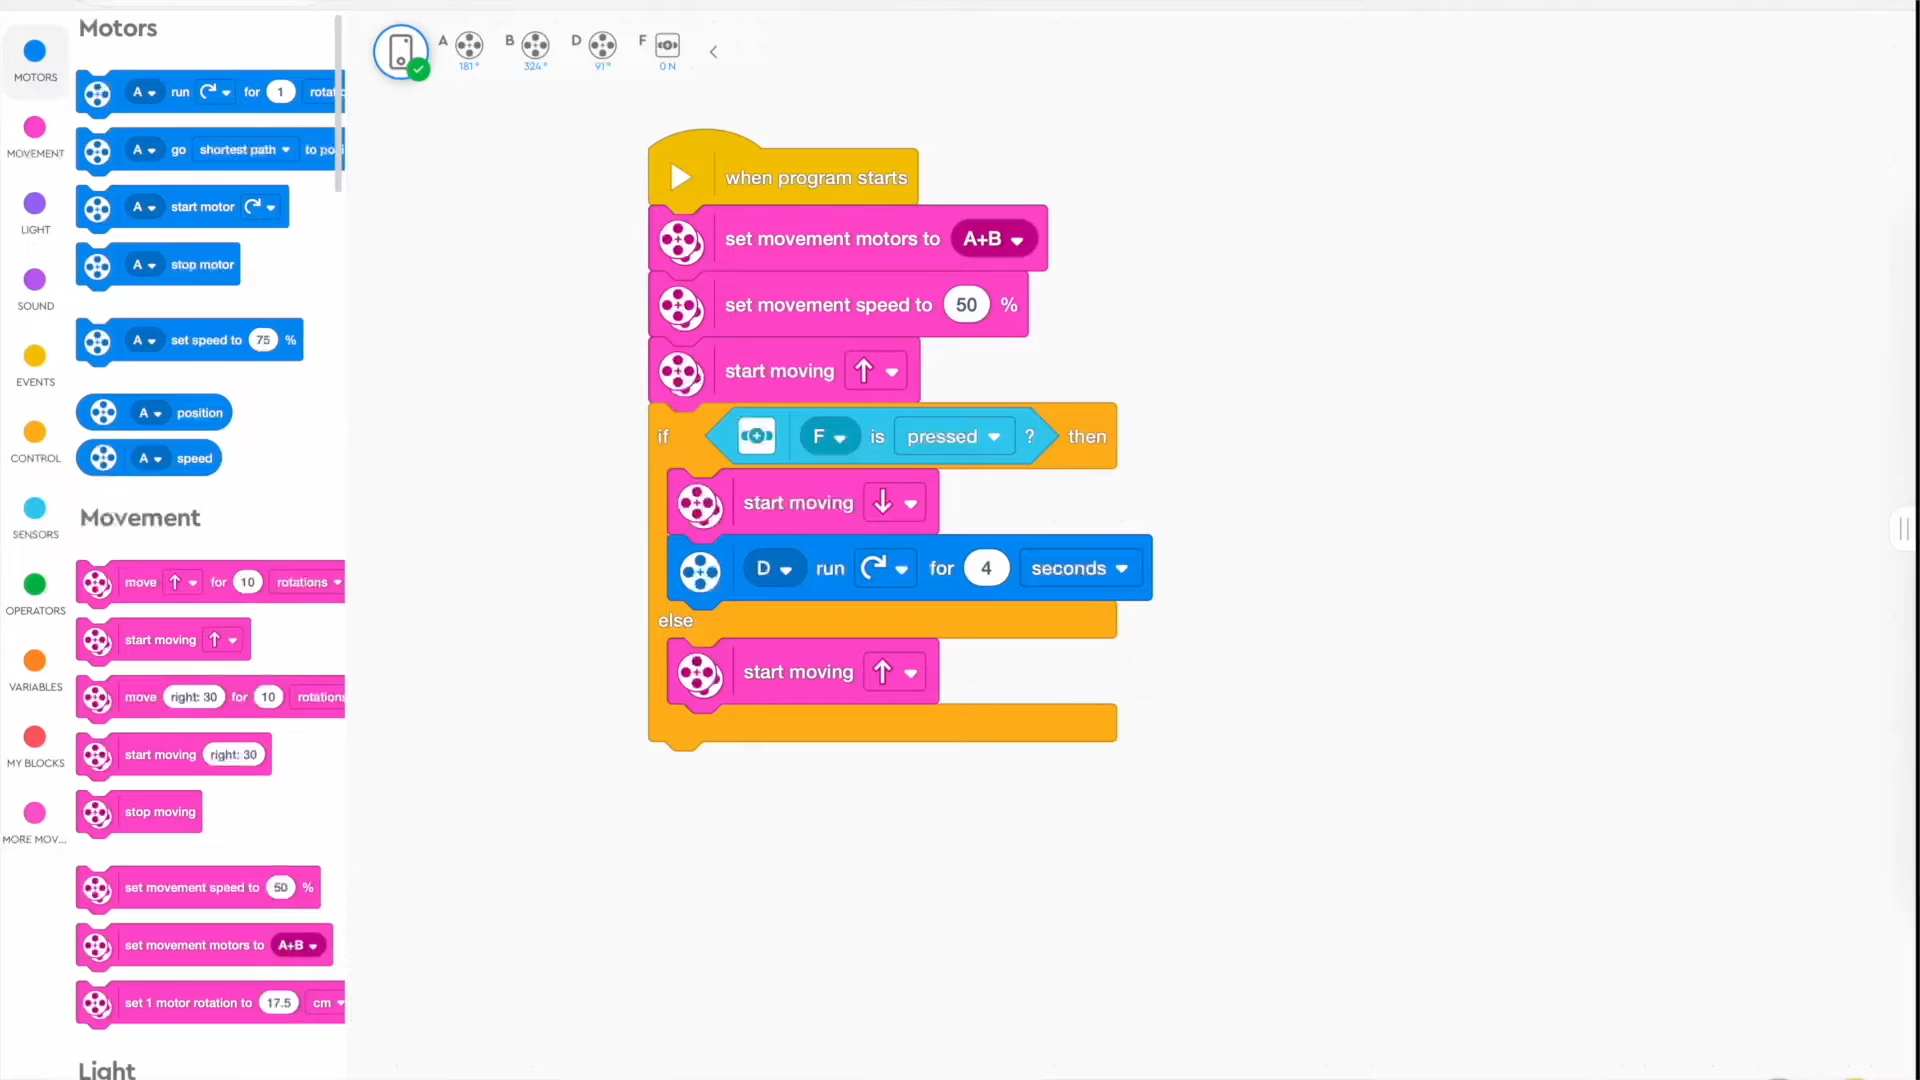 Motors
MOTORS
MOVEMENT
LIGHT
SOUND
EVENTS
CONTROL
SENSORS
OPERATORS
VARIABLES
MY BLOCKS
MORE MOV...
A run for 1
A go shortest path to
A start motor
A stop motor
A set speed to 75 %
A position
A speed
Movement
move for 10 rotations
start moving
move right: 30 for 10 rotations
start moving right: 30
stop moving
set movement speed to 50 %
set movement motors to A+B
set 1 motor rotation to 17.5 cm
Light
A 181° B 324° D 91° F 0 N
when program starts
set movement motors to A+B
set movement speed to 50 %
start moving
if F is pressed ? then
start moving
D run for 4 seconds
else
start moving